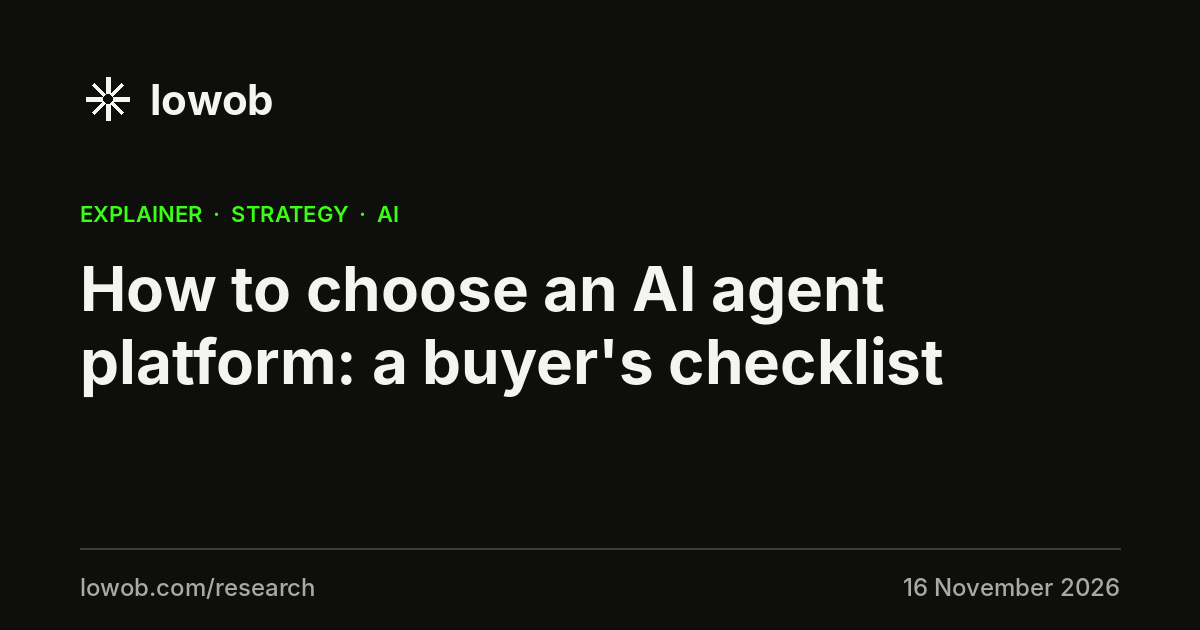 lowob
EXPLAINER · STRATEGY · AI
How to choose an AI agent
platform: a buyer's checklist
lowob.com/research
16 November 2026